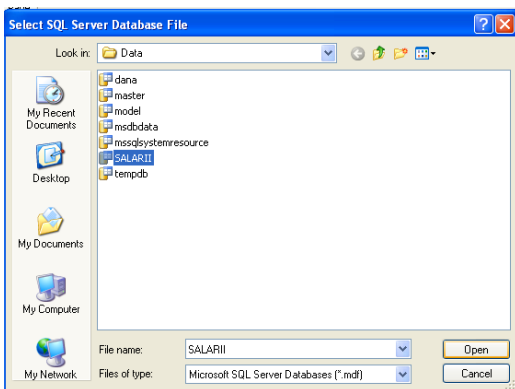 Select SQL Server Database File
Look in:
Data
My Recent
Documents
Desktop
My Documents
My Computer
My Network
dana
master
model
msdbdata
mssqlsystemresource
SALARII
tempdb
File name:
SALARII
Open
Files of type:
Microsoft SQL Server Databases (*.mdf)
Cancel